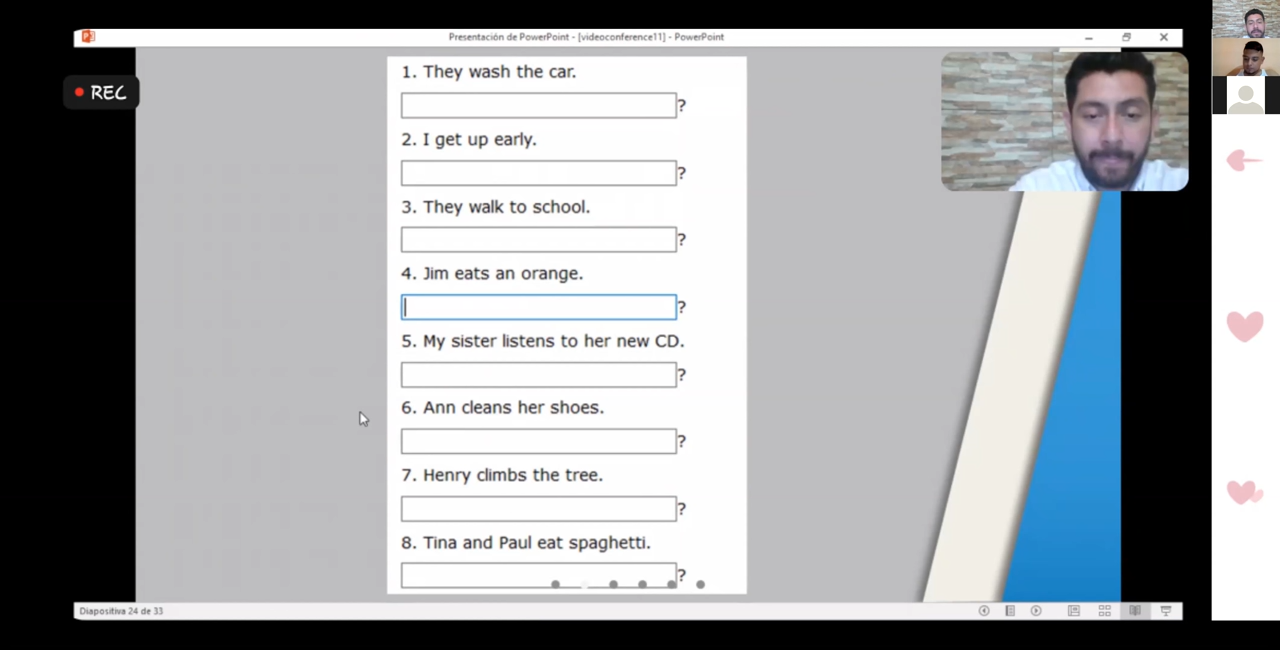 Presentación de PowerPoint - [videoconference11] - PowerPoint
REC
1. They wash the car.
?
2. I get up early.
?
3. They walk to school.
?
4. Jim eats an orange.
?
5. My sister listens to her new CD.
?
6. Ann cleans her shoes.
?
7. Henry climbs the tree.
?
8. Tina and Paul eat spaghetti.
?
Diapositiva 24 de 33